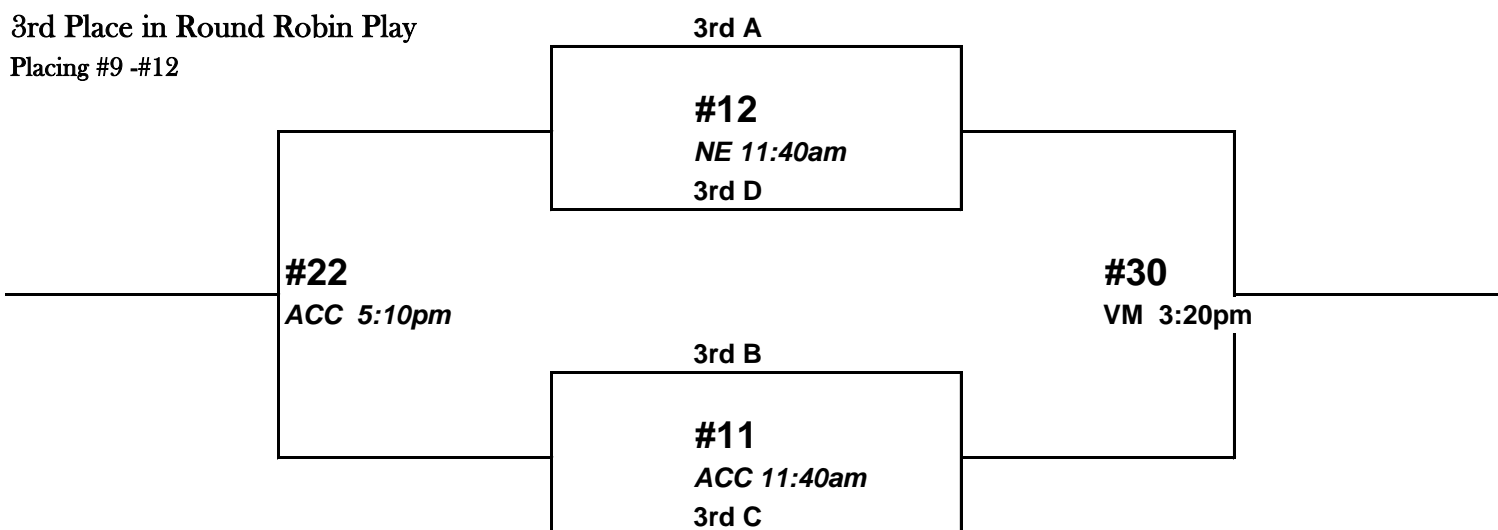 3rd Place in Round Robin Play
Placing #9 -#12
3rd A
#12
NE 11:40am
3rd D
#22
ACC  5:10pm
#30
VM  3:20pm
3rd B
#11
ACC 11:40am
3rd C